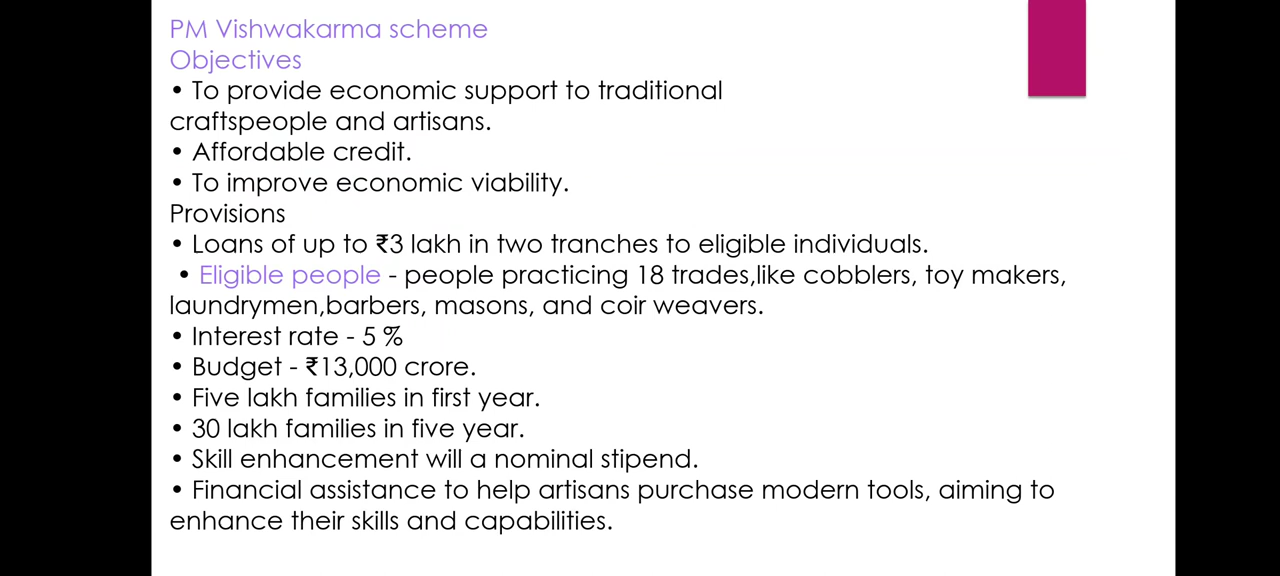 PM Vishwakarma scheme
Objectives
• To provide economic support to traditional
craftspeople and artisans.
• Affordable credit.
• To improve economic viability.
Provisions
• Loans of up to ₹3 lakh in two tranches to eligible individuals.
• Eligible people - people practicing 18 trades,like cobblers, toy makers,
laundrymen,barbers, masons, and coir weavers.
• Interest rate - 5 %
• Budget - ₹13,000 crore.
• Five lakh families in first year.
• 30 lakh families in five year.
• Skill enhancement will a nominal stipend.
• Financial assistance to help artisans purchase modern tools, aiming to
enhance their skills and capabilities.